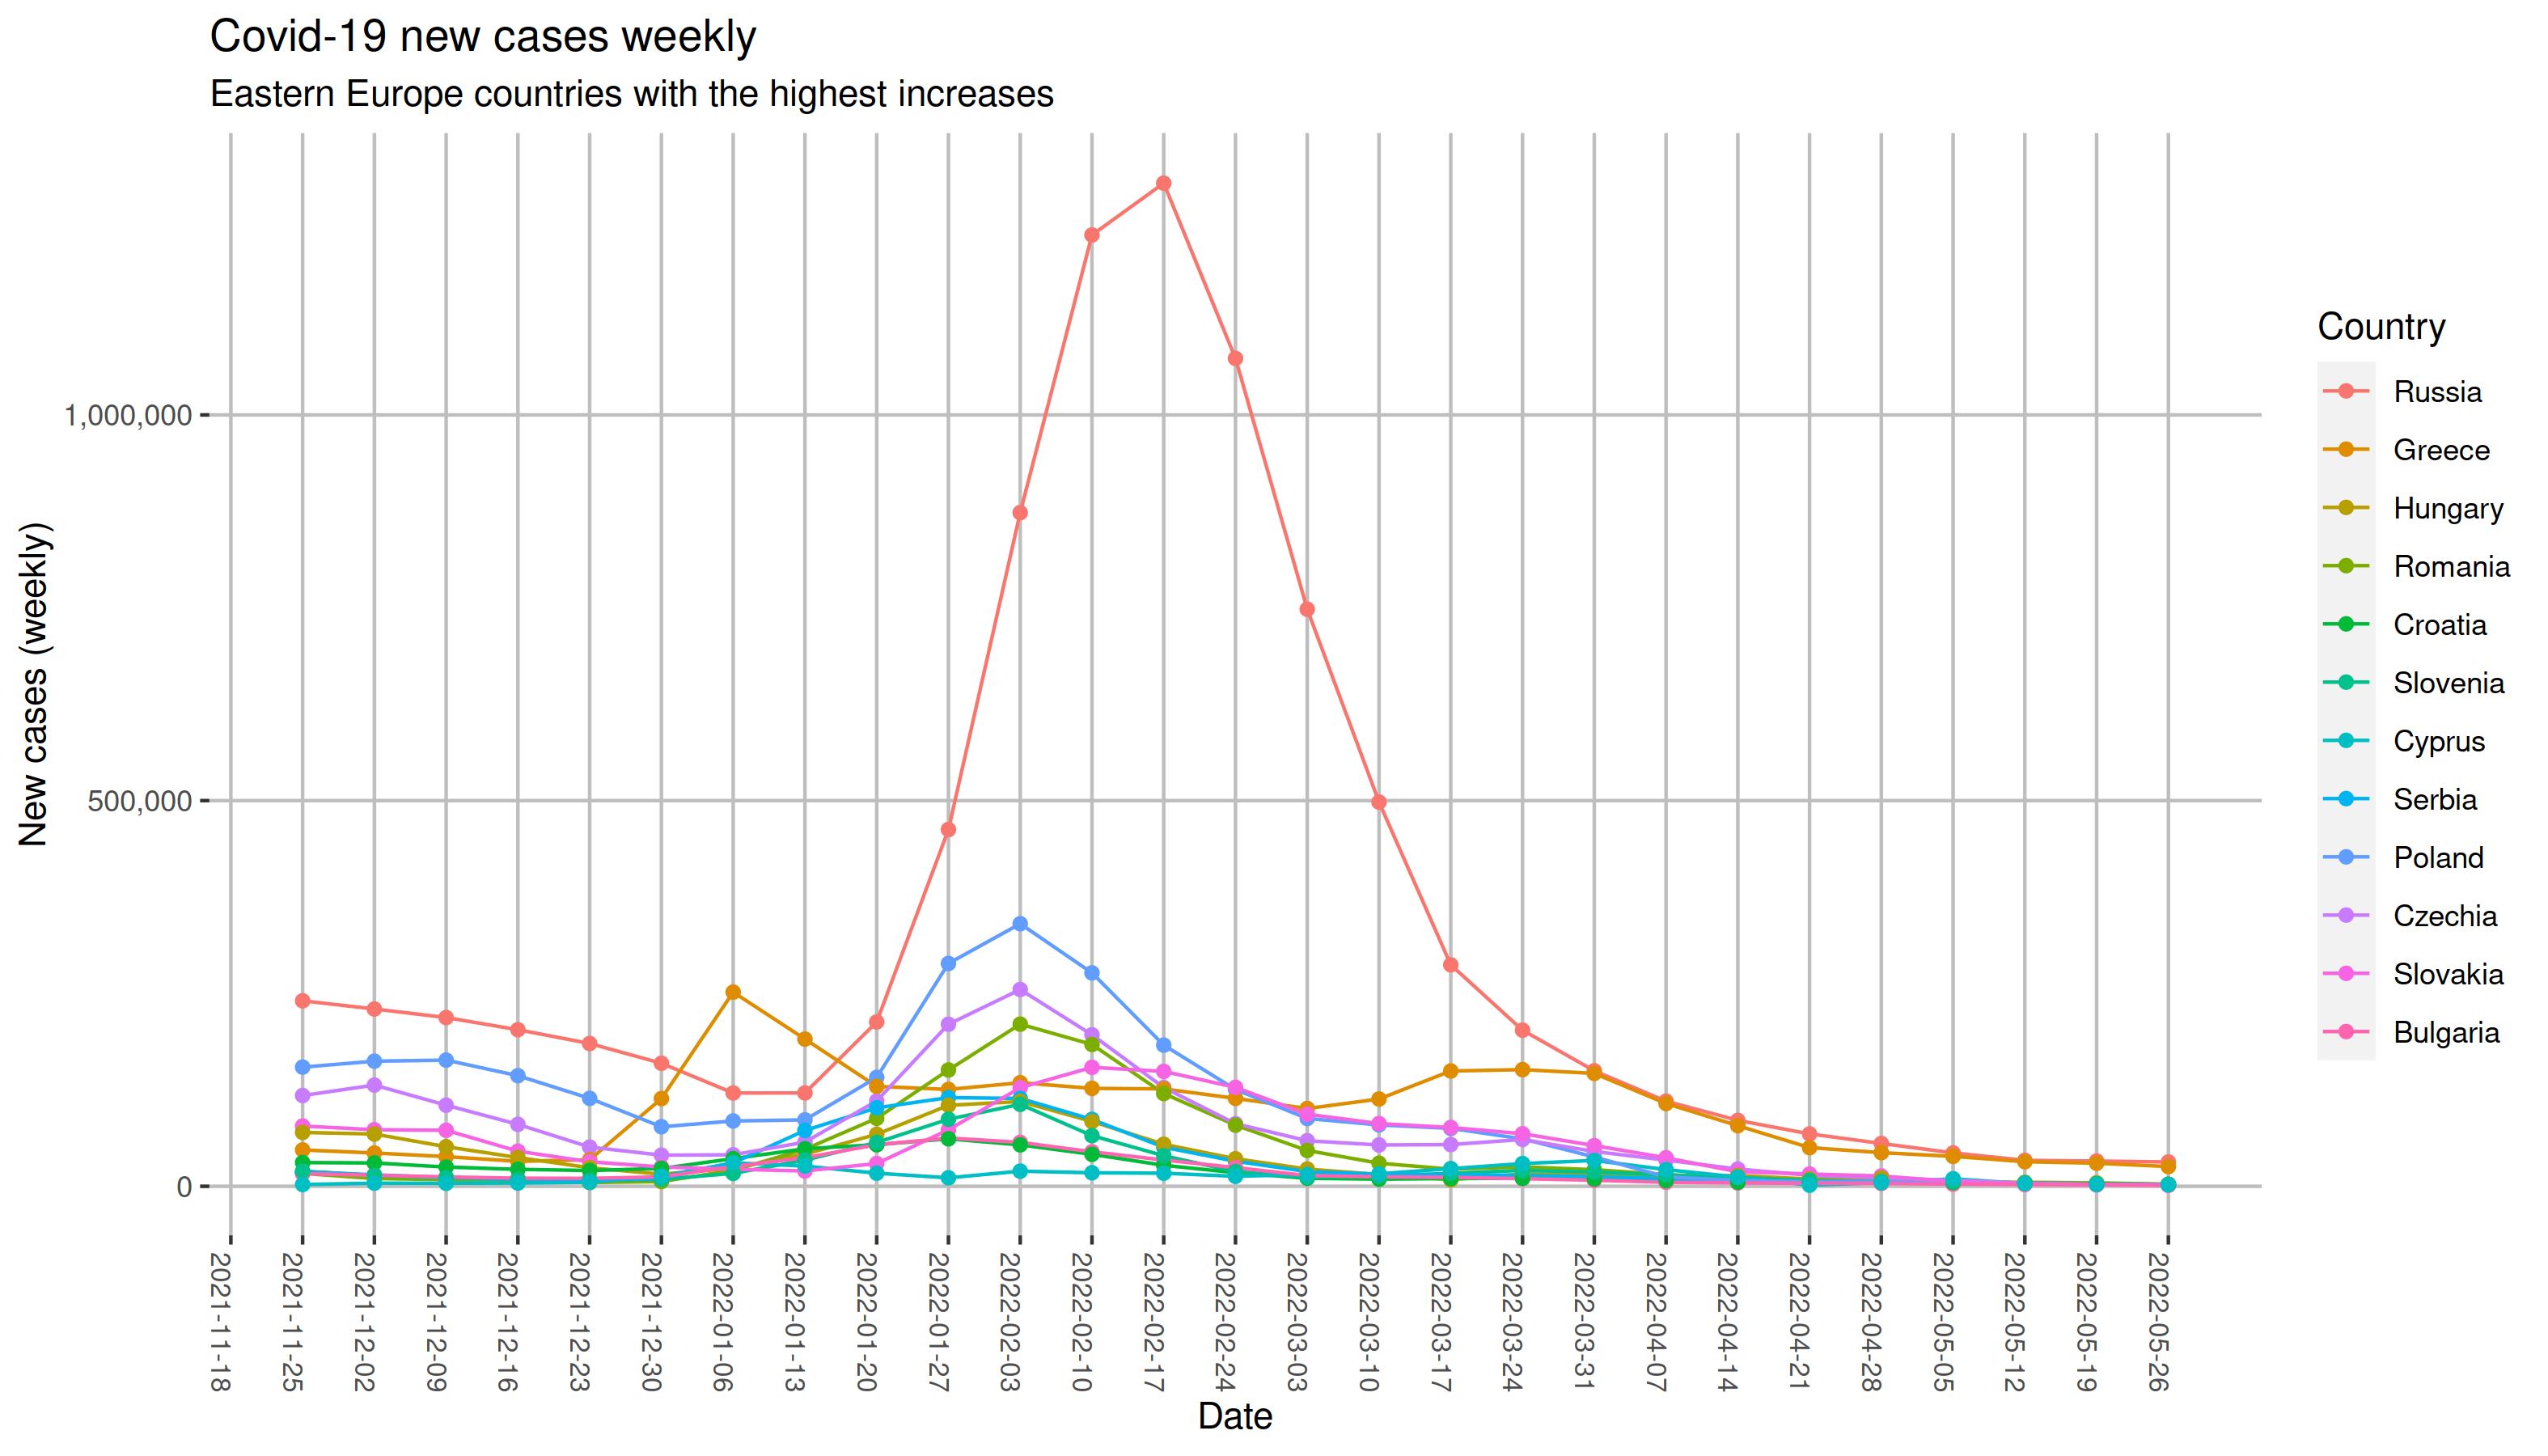 Covid-19 new cases weekly
Eastern Europe countries with the highest increases
New cases (weekly)
1,000,000
500,000
0
2021-11-18
2021-11-25
2021-12-02
2021-12-09
2021-12-16
2021-12-23
2021-12-30
2022-01-06
2022-01-13
2022-01-20
2022-01-27
2022-02-03
2022-02-10
2022-02-17
2022-02-24
2022-03-03
2022-03-10
2022-03-17
2022-03-24
2022-03-31
2022-04-07
2022-04-14
2022-04-21
2022-04-28
2022-05-05
2022-05-12
2022-05-19
2022-05-26
Date
Country
Russia
Greece
Hungary
Romania
Croatia
Slovenia
Cyprus
Serbia
Poland
Czechia
Slovakia
Bulgaria